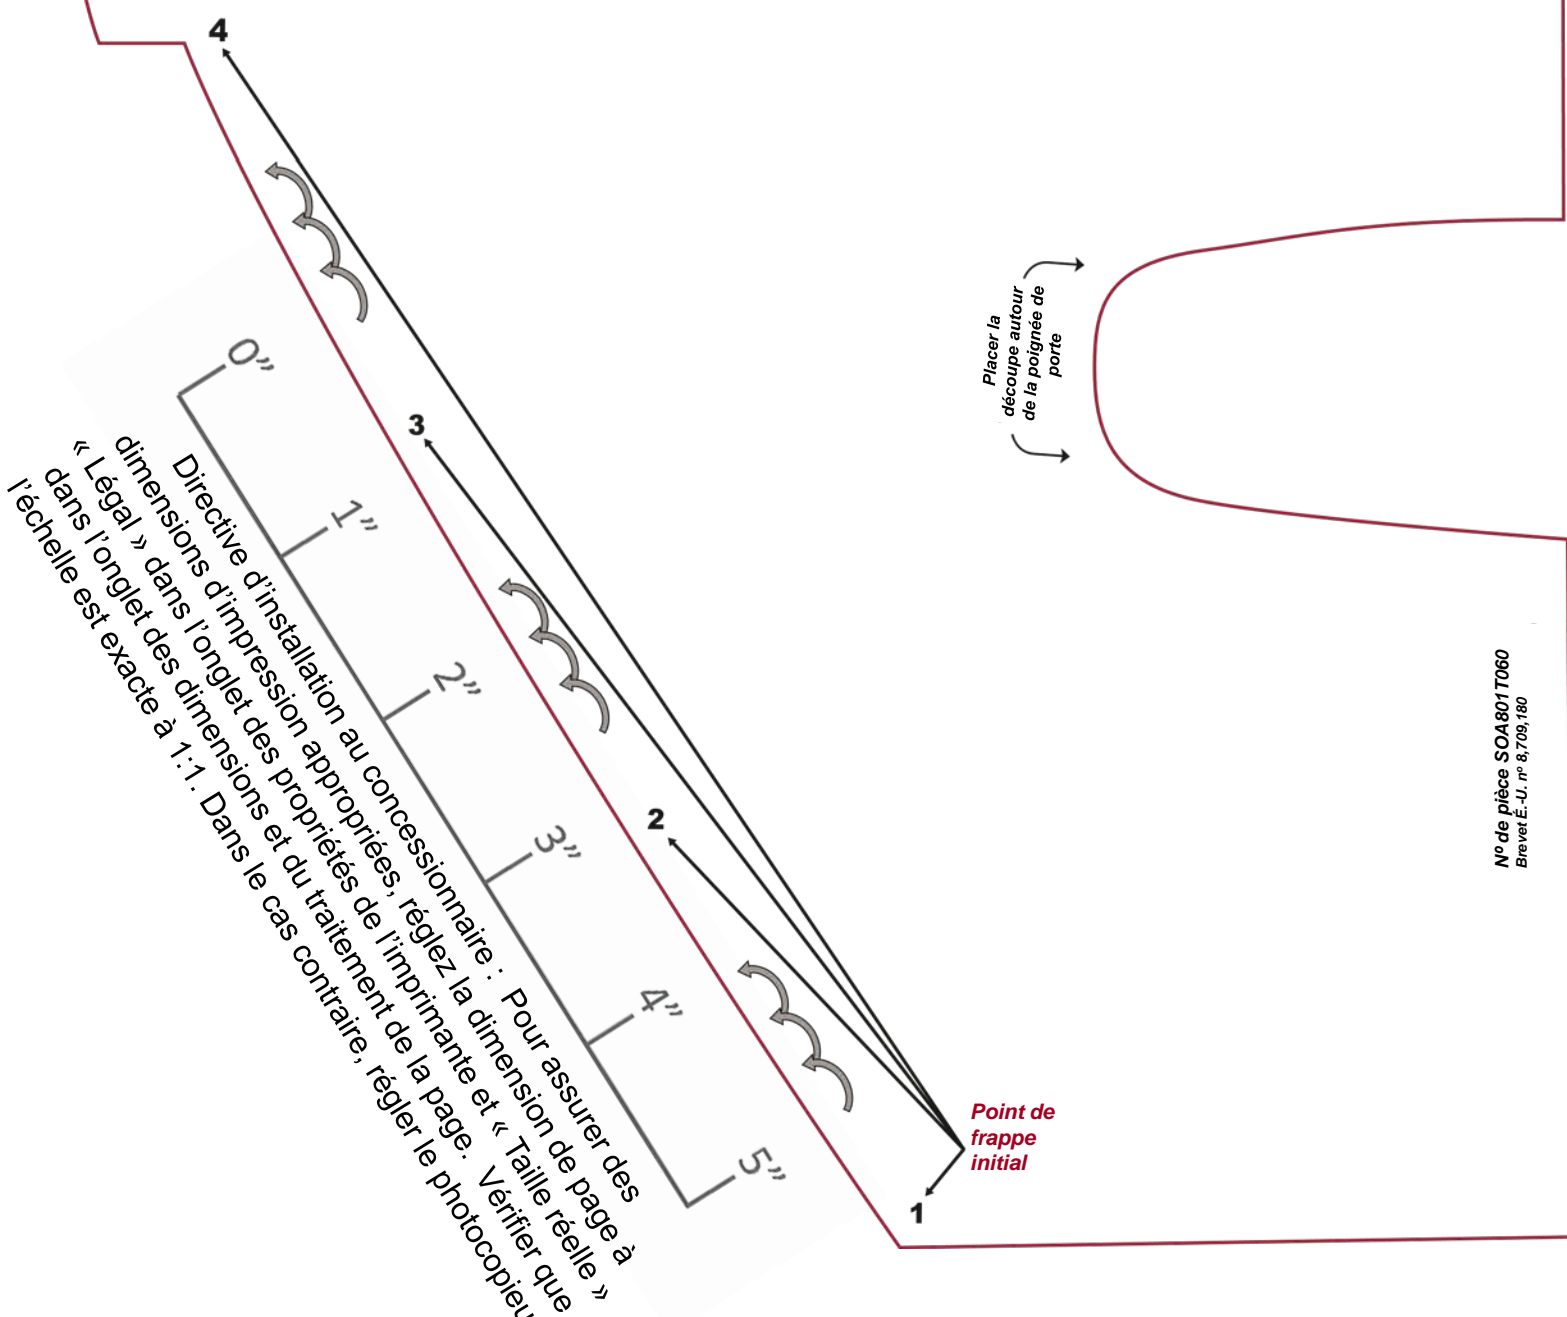 4
3
2
1
Point de
frappe
initial
Placer la
découpe autour
de la poignée de
porte
Nº de pièce SOA801T060
Brevet É.-U. nº 8,709,180
0”
1”
2”
3”
4”
5”
Directive d’installation au concessionnaire : Pour assurer des
dimensions d’impression appropriées, réglez la dimension de page à
« Légal » dans l’onglet des propriétés de l’imprimante et « Taille réelle »
dans l’onglet des dimensions et du traitement de la page. Vérifier que
l’échelle est exacte à 1:1. Dans le cas contraire, régler le photocopieu